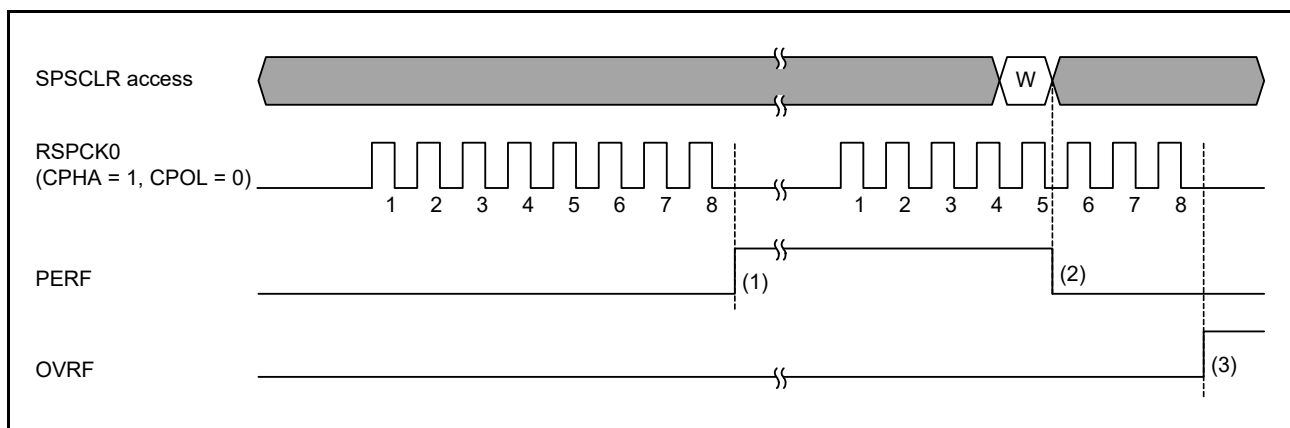 SPSCLR access
W
RSPCK0
(CPHA = 1, CPOL = 0)
1 2 3 4 5 6 7 8 1 2 3 4 5 6 7 8
PERF
(1) (2)
OVRF
(3)